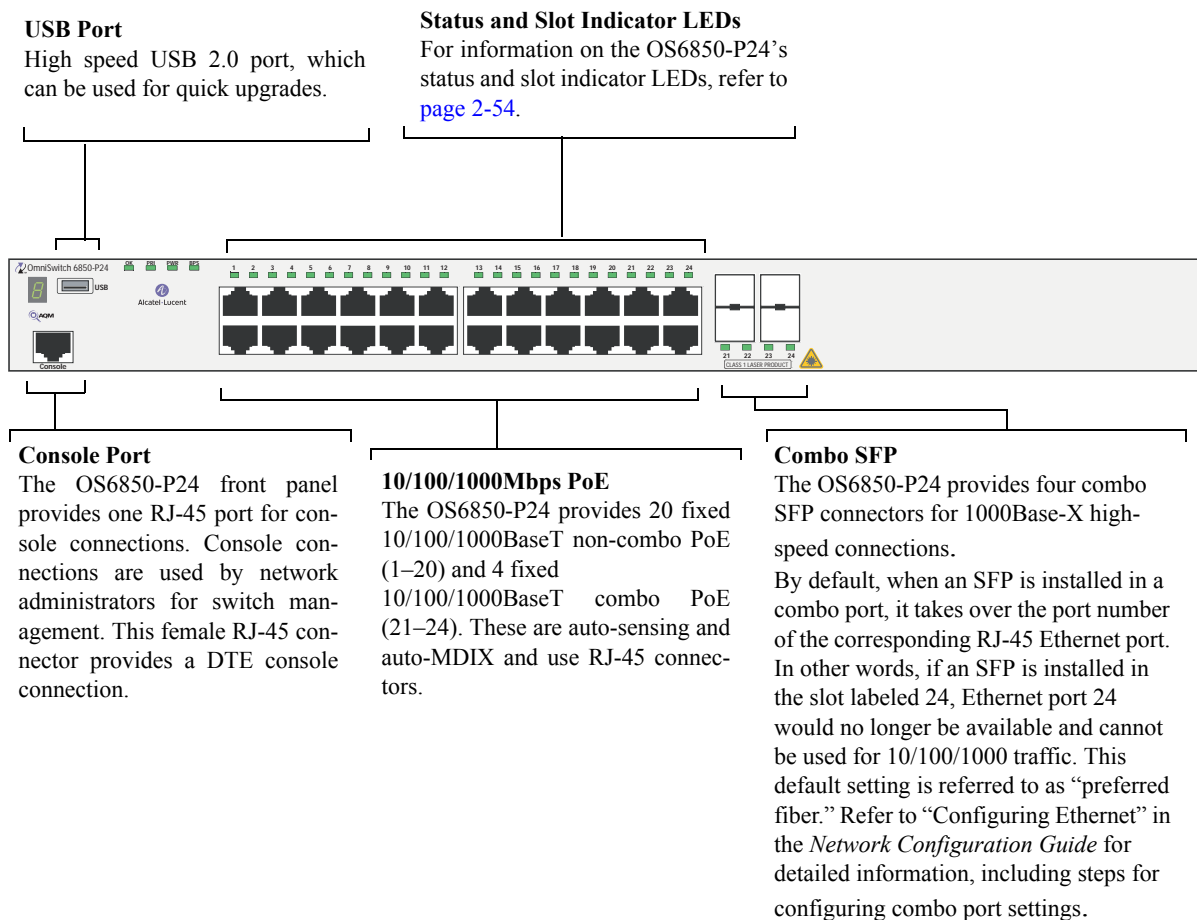 USB Port
High speed USB 2.0 port, which
can be used for quick upgrades.
Status and Slot Indicator LEDs
For information on the OS6850-P24’s
status and slot indicator LEDs, refer to
page 2-54.
OmniSwitch 6850-P24
OK PRI PWR BPS
USB
Alcatel·Lucent
AQM
Console
1 2 3 4 5 6 7 8 9 10 11 12 13 14 15 16 17 18 19 20 21 22 23 24
21 22 23 24
CLASS 1 LASER PRODUCT
Console Port
The OS6850-P24 front panel
provides one RJ-45 port for con-
sole connections. Console con-
nections are used by network
administrators for switch man-
agement. This female RJ-45 con-
nector provides a DTE console
connection.
10/100/1000Mbps PoE
The OS6850-P24 provides 20 fixed
10/100/1000BaseT non-combo PoE
(1–20) and 4 fixed
10/100/1000BaseT combo PoE
(21–24). These are auto-sensing and
auto-MDIX and use RJ-45 connec-
tors.
Combo SFP
The OS6850-P24 provides four combo
SFP connectors for 1000Base-X high-
speed connections.
By default, when an SFP is installed in a
combo port, it takes over the port number
of the corresponding RJ-45 Ethernet port.
In other words, if an SFP is installed in
the slot labeled 24, Ethernet port 24
would no longer be available and cannot
be used for 10/100/1000 traffic. This
default setting is referred to as “preferred
fiber.” Refer to “Configuring Ethernet” in
the Network Configuration Guide for
detailed information, including steps for
configuring combo port settings.